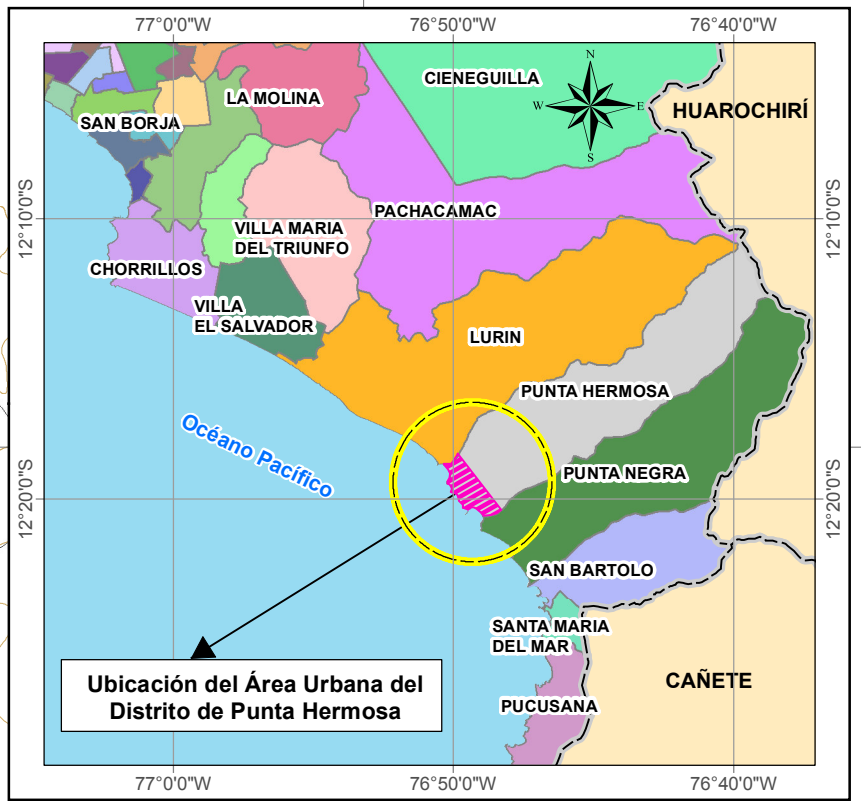 77°0'0"W
76°50'0"W
76°40'0"W
N
W
E
S
CIENEGUILLA
HUAROCHIRÍ
LA MOLINA
SAN BORJA
12°10'0"S
12°10'0"S
PACHACAMAC
VILLA MARIA
DEL TRIUNFO
CHORRILLOS
VILLA
EL SALVADOR
LURIN
PUNTA HERMOSA
Océano Pacífico
PUNTA NEGRA
12°20'0"S
12°20'0"S
SAN BARTOLO
SANTA MARIA
DEL MAR
CAÑETE
Ubicación del Área Urbana del
Distrito de Punta Hermosa
PUCUSANA
77°0'0"W
76°50'0"W
76°40'0"W